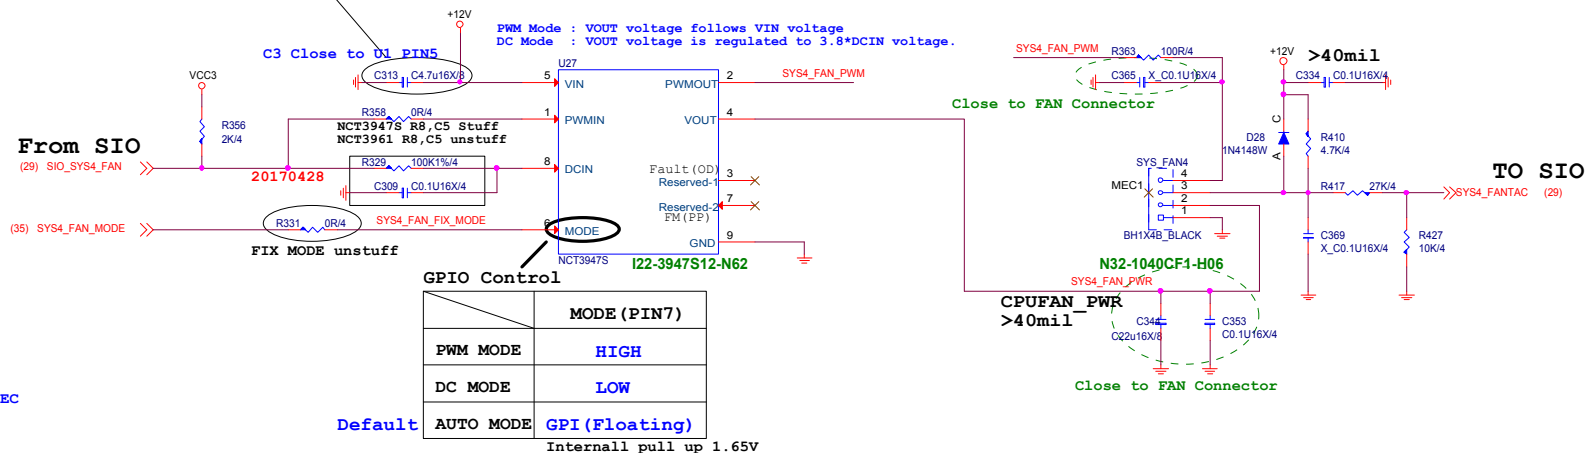 +12V
PWM Mode : VOUT voltage follows VIN voltage
DC Mode : VOUT voltage is regulated to 3.8*DCIN voltage.
C3 Close to U1 PIN5
U27
C313 C4.7u16X/8
VCC3
5 VIN
PWMOUT 2
SYS4_FAN_PWM
R356
2K/4
R358 0R/4
1 PWMIN
VOUT 4
NCT3947S R8,C5 Stuff
NCT3961 R8,C5 unstuff
From SIO
(29) SIO_SYS4_FAN
R329 100K1%/4
8 DCIN
20170428
C309 C0.1U16X/4
Fault(OD)
Reserved-1 3
Reserved-2 7
FM(PP)
(35) SYS4_FAN_MODE
R331 0R/4
SYS4_FAN_FIX_MODE
6 MODE
GND 9
FIX MODE unstuff
NCT3947S
I22-3947S12-N62
GPIO Control
MODE(PIN7)
PWM MODE HIGH
DC MODE LOW
Default AUTO MODE GPI(Floating)
Internall pull up 1.65V
EC
SYS4_FAN_PWM
R363 100R/4
C365 X_C0.1U16X/4
Close to FAN Connector
+12V
>40mil
C334 C0.1U16X/4
C
D28
1N4148W
A
R410
4.7K/4
SYS_FAN4
MEC1
4
3
2
1
BH1X4B_BLACK
N32-1040CF1-H06
TO SIO
R417 27K/4
SYS4_FANTAC (29)
C369
X_C0.1U16X/4
R427
10K/4
SYS4_FAN_PWR
CPUFAN_PWR
>40mil
C344
C22u16X/8
C353
C0.1U16X/4
Close to FAN Connector